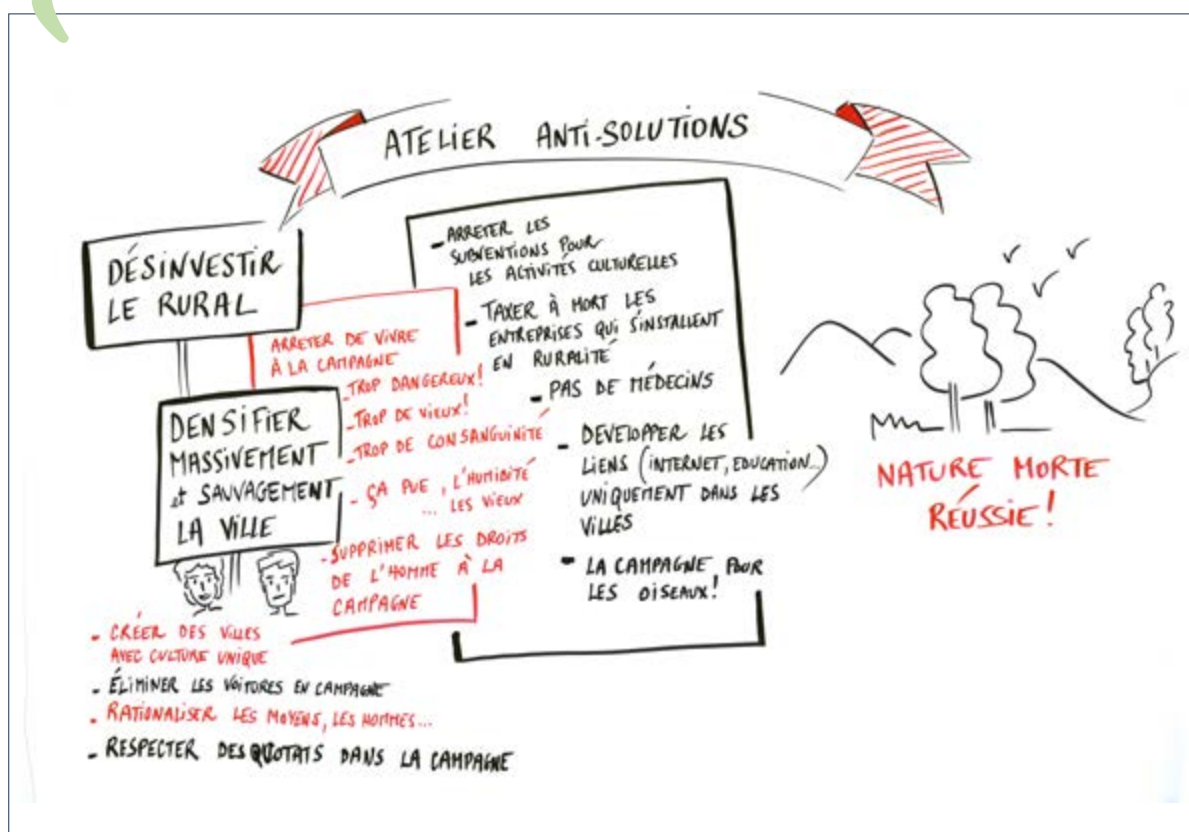 ATELIER ANTI-SOLUTIONS
DÉSINVESTIR
LE RURAL
DENSIFIER
MASSIVEMENT
et SAUVAGEMENT
LA VILLE
ARRETER DE VIVRE
À LA CAMPAGNE
-TROP DANGEREUX!
-TROP DE VIEUX!
-TROP DE CONSANGUINITÉ
- ÇA PUE, L'HUMIDITÉ
... LES VIEUX
-SUPPRIMER LES DROITS
DE L'HOMME À LA
CAMPAGNE
- ARRETER LES
SUBVENTIONS POUR
LES ACTIVITÉS CULTURELLES
- TAXER À MORT LES
ENTREPRISES QUI S'INSTALLENT
EN RURALITÉ
- PAS DE MÉDECINS
- DÉVELOPPER LES
LIENS (INTERNET, EDUCATION...)
UNIQUEMENT DANS LES
VILLES
- LA CAMPAGNE POUR
LES OISEAUX!
- CRÉER DES VILLES
AVEC CULTURE UNIQUE
- ÉLIMINER LES VOITURES EN CAMPAGNE
- RATIONALISER LES MOYENS, LES HOMMES...
- RESPECTER DES QUOTATS DANS LA CAMPAGNE
NATURE MORTE
RÉUSSIE!